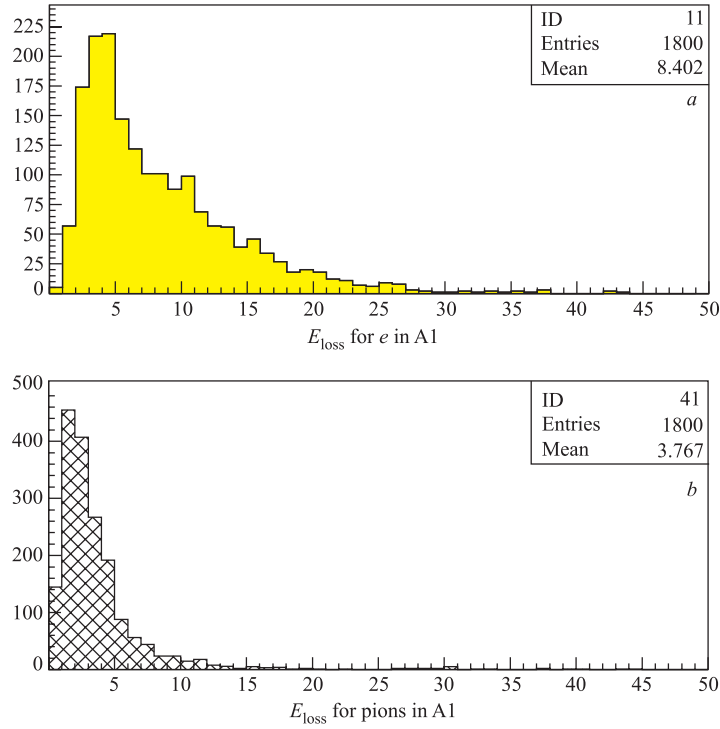 225
200
175
150
125
100
75
50
25
0
ID 11
Entries 1800
Mean 8.402
a
5 10 15 20 25 30 35 40 45 50
E_loss for e in A1
500
400
300
200
100
0
ID 41
Entries 1800
Mean 3.767
b
5 10 15 20 25 30 35 40 45 50
E_loss for pions in A1